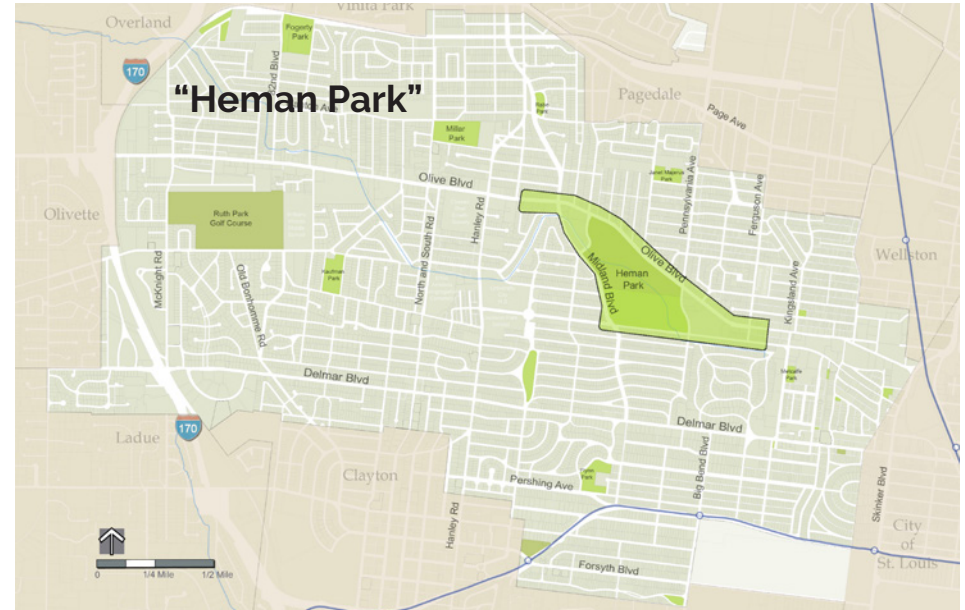 Vinita Park
Overland
Fogerty
Park
170
82nd Blvd
“Heman Park”
Pagedale
Page Ave
Miller
Park
Olive Blvd
Pennsylvania Ave
Ferguson Ave
Olivette
Ruth Park
Golf Course
Hanley Rd
North and South Rd
McKnight Rd
Old Bonhomme Rd
Kaufman
Park
Midland Blvd
Heman
Park
Olive Blvd
Kingsland Ave
Wellston
Delmar Blvd
Metcalfe
Park
Delmar Blvd
170
Ladue
Clayton
Pershing Ave
Park
Big Bend Blvd
Hanley Rd
Skinker Blvd
City
of
St. Louis
Forsyth Blvd
0 1/4 Mile 1/2 Mile